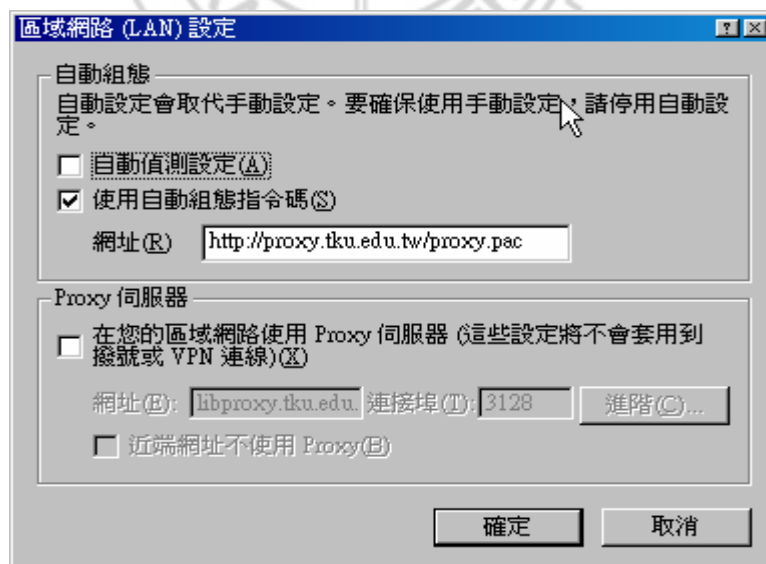 區域網路 (LAN) 設定
自動組態
自動設定會取代手動設定。要確保使用手動設定，請停用自動設
定。
自動偵測設定(A)
使用自動組態指令碼(S)
網址(R) http://proxy.tku.edu.tw/proxy.pac
Proxy 伺服器
在您的區域網路使用 Proxy 伺服器 (這些設定將不會套用到
撥號或 VPN 連線)(X)
網址(E): libproxy.tku.edu. 連接埠(T): 3128 進階(C)...
近端網址不使用 Proxy(B)
確定 取消